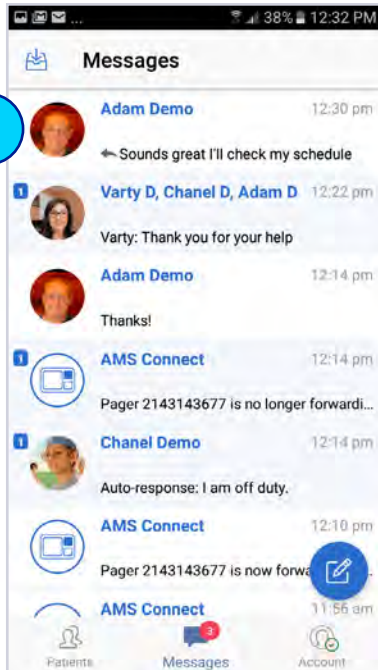 ... 38% 12:32 PM
Messages
Adam Demo 12:30 pm
Sounds great I'll check my schedule
1 Varty D, Chanel D, Adam D 12:22 pm
Varty: Thank you for your help
Adam Demo 12:14 pm
Thanks!
1 AMS Connect 12:14 pm
Pager 2143143677 is no longer forwardi...
1 Chanel Demo 12:14 pm
Auto-response: I am off duty.
AMS Connect 12:10 pm
Pager 2143143677 is now forwa
AMS Connect 11:56 am
3
Patients Messages Account